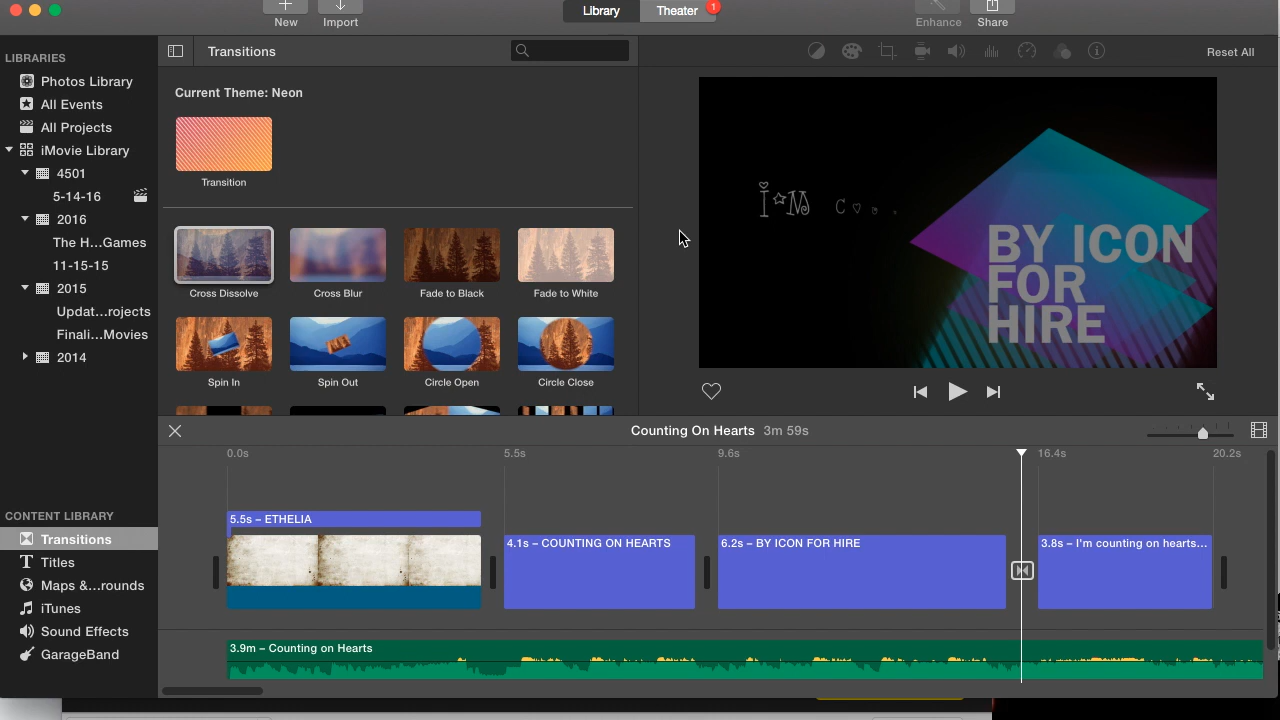 New
Import
Library
Theater
1
Enhance
Share
LIBRARIES
Photos Library
All Events
All Projects
iMovie Library
4501
5-14-16
2016
The H...Games
11-15-15
2015
Updat...rojects
Finali...Movies
2014
CONTENT LIBRARY
Transitions
Titles
Maps &...rounds
iTunes
Sound Effects
GarageBand
Transitions
Current Theme: Neon
Transition
Cross Dissolve
Cross Blur
Fade to Black
Fade to White
Spin In
Spin Out
Circle Open
Circle Close
Reset All
I'M CO..
BY ICON
FOR
HIRE
Counting On Hearts 3m 59s
0.0s
5.5s
9.6s
16.4s
20.2s
5.5s – ETHELIA
4.1s – COUNTING ON HEARTS
6.2s – BY ICON FOR HIRE
3.8s – I'm counting on hearts...
3.9m – Counting on Hearts